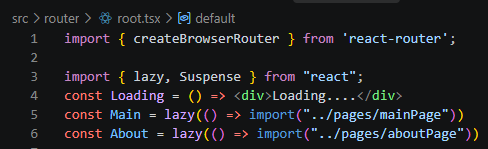 src > router > root.tsx > default
1 import { createBrowserRouter } from 'react-router';
2
3 import { lazy, Suspense } from "react";
4 const Loading = () => <div>Loading....</div>
5 const Main = lazy(() => import("../pages/mainPage"))
6 const About = lazy(() => import("../pages/aboutPage"))